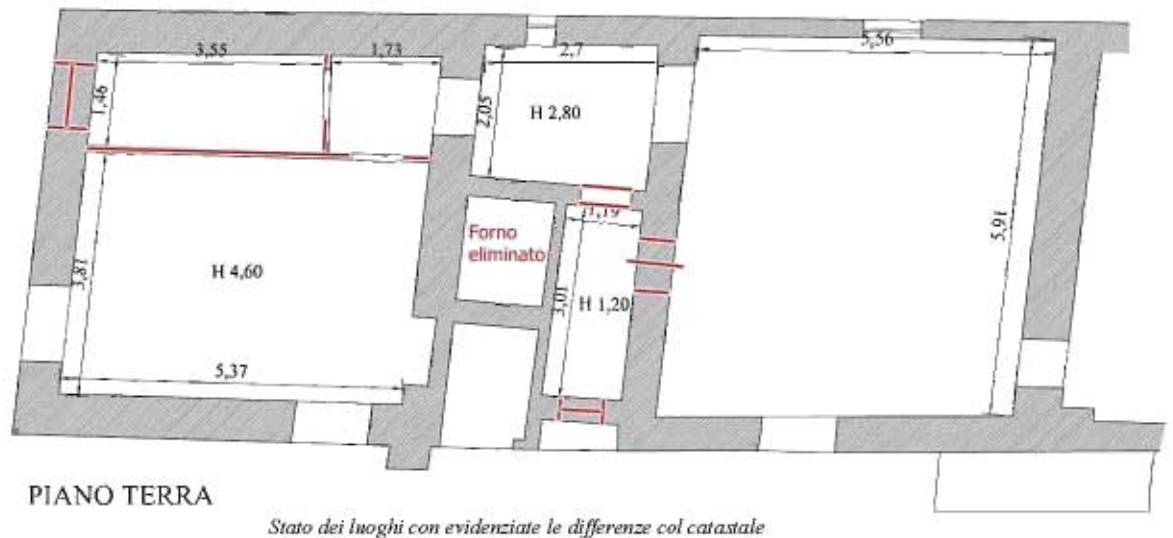 3,55
1,73
2,7
5,56
1,46
2,05
H 2,80
1,19
Forno
eliminato
5,91
3,81
H 4,60
3,01
H 1,20
5,37
PIANO TERRA
Stato dei luoghi con evidenziate le differenze col catastale